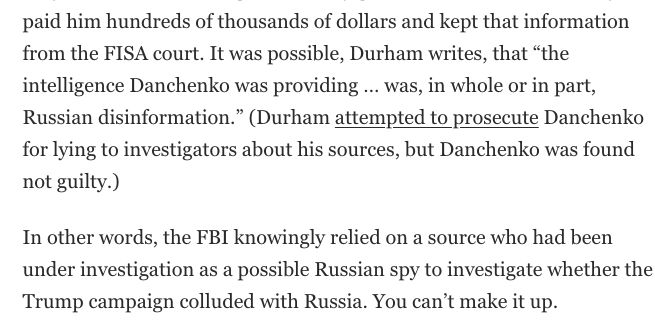 paid him hundreds of thousands of dollars and kept that information
from the FISA court. It was possible, Durham writes, that “the
intelligence Danchenko was providing ... was, in whole or in part,
Russian disinformation.” (Durham attempted to prosecute Danchenko
for lying to investigators about his sources, but Danchenko was found
not guilty.)
In other words, the FBI knowingly relied on a source who had been
under investigation as a possible Russian spy to investigate whether the
Trump campaign colluded with Russia. You can’t make it up.